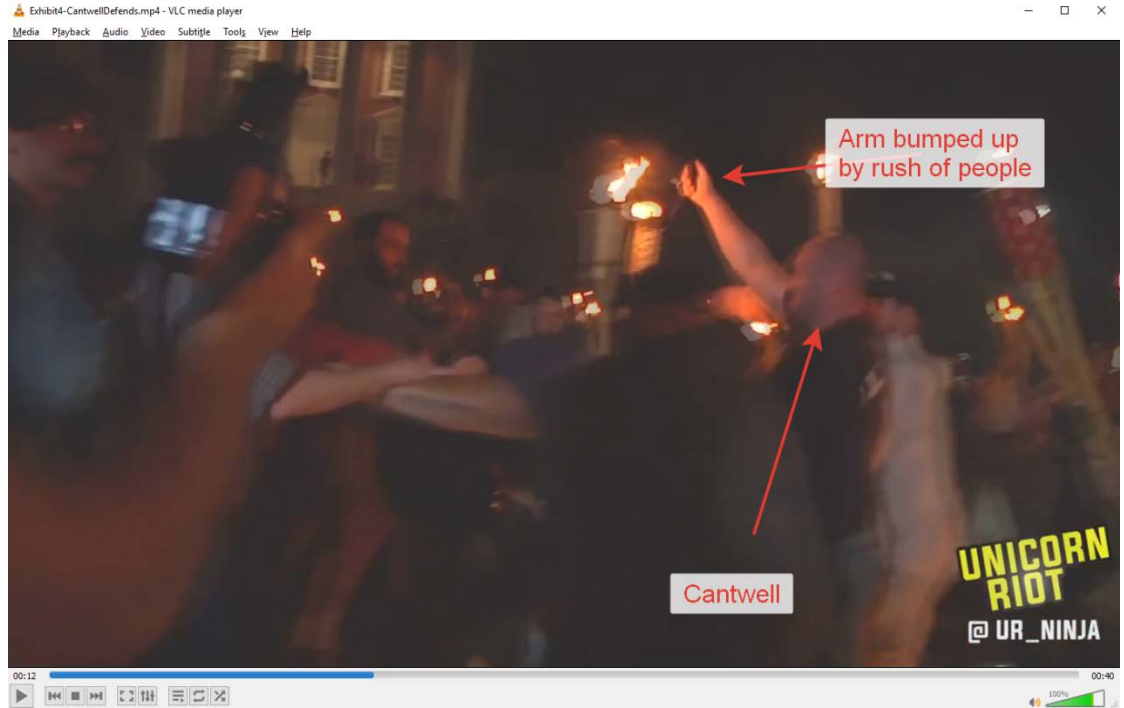 Exhibit4-CantwellDefends.mp4 - VLC media player
Media Playback Audio Video Subtitle Tools View Help
Arm bumped up
by rush of people
Cantwell
UNICORN
RIOT
@ UR_NINJA
00:12
00:40
100%